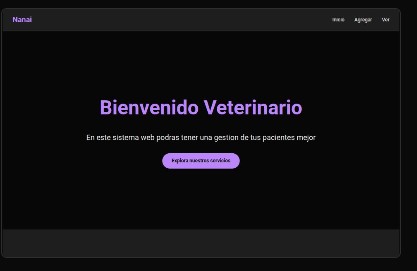 Nanai
Inicio Agregar Ver
Bienvenido Veterinario
En este sistema web podras tener una gestion de tus pacientes mejor
Explora nuestros servicios